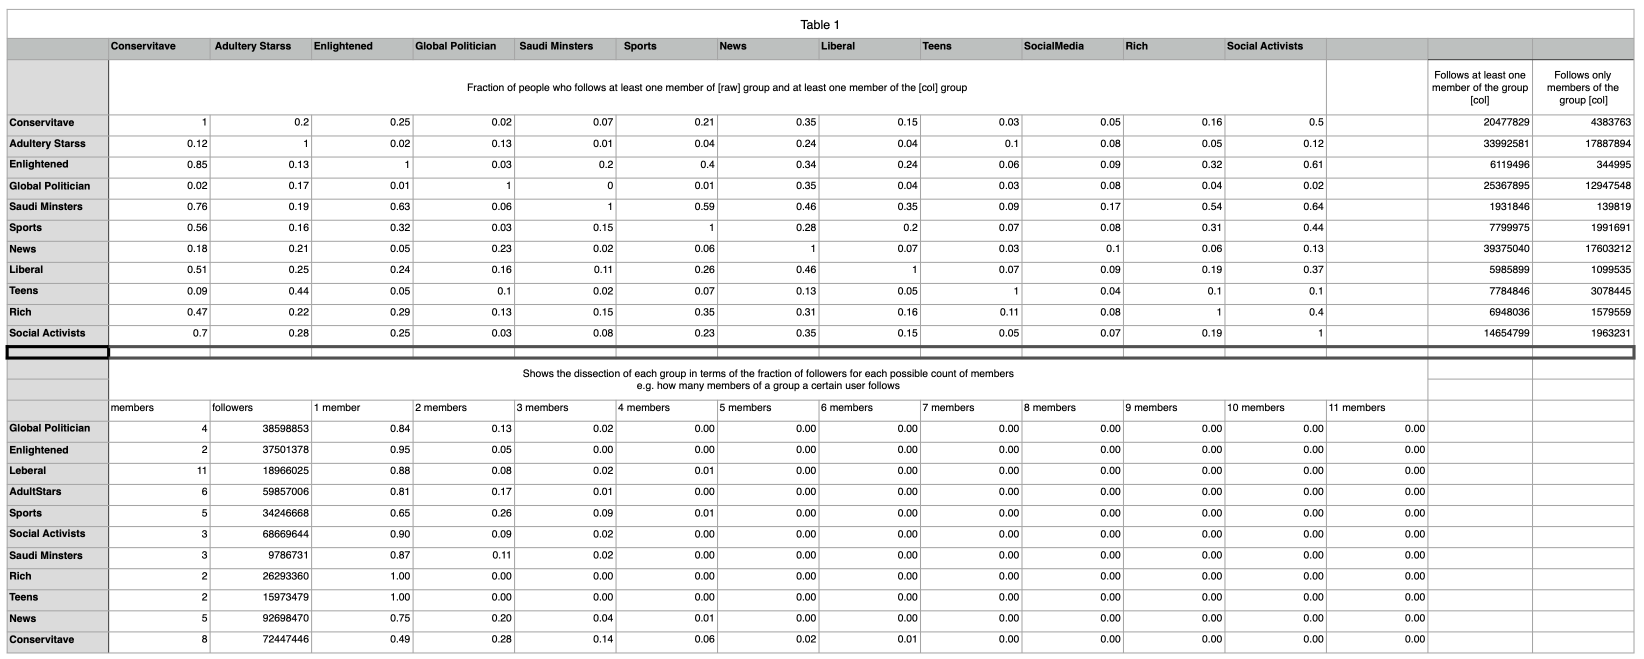 Table 1
Conservitave Adultery Starss Enlightened Global Politician Saudi Minsters Sports News Liberal Teens SocialMedia Rich Social Activists
Fraction of people who follows at least one member of [raw] group and at least one member of the [col] group
Follows at least one member of the group [col]
Follows only members of the group [col]
Conservitave 1 0.2 0.25 0.02 0.07 0.21 0.35 0.15 0.03 0.05 0.16 0.5 20477829 4383763
Adultery Starss 0.12 1 0.02 0.13 0.01 0.04 0.24 0.04 0.1 0.08 0.05 0.12 33992581 17887894
Enlightened 0.85 0.13 1 0.03 0.2 0.4 0.34 0.24 0.06 0.09 0.32 0.61 6119496 344995
Global Politician 0.02 0.17 0.01 1 0 0.01 0.35 0.04 0.03 0.08 0.04 0.02 25367895 12947548
Saudi Minsters 0.76 0.19 0.63 0.06 1 0.59 0.46 0.35 0.09 0.17 0.54 0.64 1931846 139819
Sports 0.56 0.16 0.32 0.03 0.15 1 0.28 0.2 0.07 0.08 0.31 0.44 7799975 1991691
News 0.18 0.21 0.05 0.23 0.02 0.06 1 0.07 0.03 0.1 0.06 0.13 39375040 17603212
Liberal 0.51 0.25 0.24 0.16 0.11 0.26 0.46 1 0.07 0.09 0.19 0.37 5985899 1099535
Teens 0.09 0.44 0.05 0.1 0.02 0.07 0.13 0.05 1 0.04 0.1 0.1 7784846 3078445
Rich 0.47 0.22 0.29 0.13 0.15 0.35 0.31 0.16 0.11 0.08 1 0.4 6948036 1579559
Social Activists 0.7 0.28 0.25 0.03 0.08 0.23 0.35 0.15 0.05 0.07 0.19 1 14654799 1963231
Shows the dissection of each group in terms of the fraction of followers for each possible count of members
e.g. how many members of a group a certain user follows
members followers 1 member 2 members 3 members 4 members 5 members 6 members 7 members 8 members 9 members 10 members 11 members
Global Politician 4 38598853 0.84 0.13 0.02 0.00 0.00 0.00 0.00 0.00 0.00 0.00 0.00
Enlightened 2 37501378 0.95 0.05 0.00 0.00 0.00 0.00 0.00 0.00 0.00 0.00 0.00
Leberal 11 18966025 0.88 0.08 0.02 0.01 0.00 0.00 0.00 0.00 0.00 0.00 0.00
AdultStars 6 59857006 0.81 0.17 0.01 0.00 0.00 0.00 0.00 0.00 0.00 0.00 0.00
Sports 5 34246668 0.65 0.26 0.09 0.01 0.00 0.00 0.00 0.00 0.00 0.00 0.00
Social Activists 3 68669644 0.90 0.09 0.02 0.00 0.00 0.00 0.00 0.00 0.00 0.00 0.00
Saudi Minsters 3 9786731 0.87 0.11 0.02 0.00 0.00 0.00 0.00 0.00 0.00 0.00 0.00
Rich 2 26293360 1.00 0.00 0.00 0.00 0.00 0.00 0.00 0.00 0.00 0.00 0.00
Teens 2 15973479 1.00 0.00 0.00 0.00 0.00 0.00 0.00 0.00 0.00 0.00 0.00
News 5 92698470 0.75 0.20 0.04 0.01 0.00 0.00 0.00 0.00 0.00 0.00 0.00
Conservitave 8 72447446 0.49 0.28 0.14 0.06 0.02 0.01 0.00 0.00 0.00 0.00 0.00